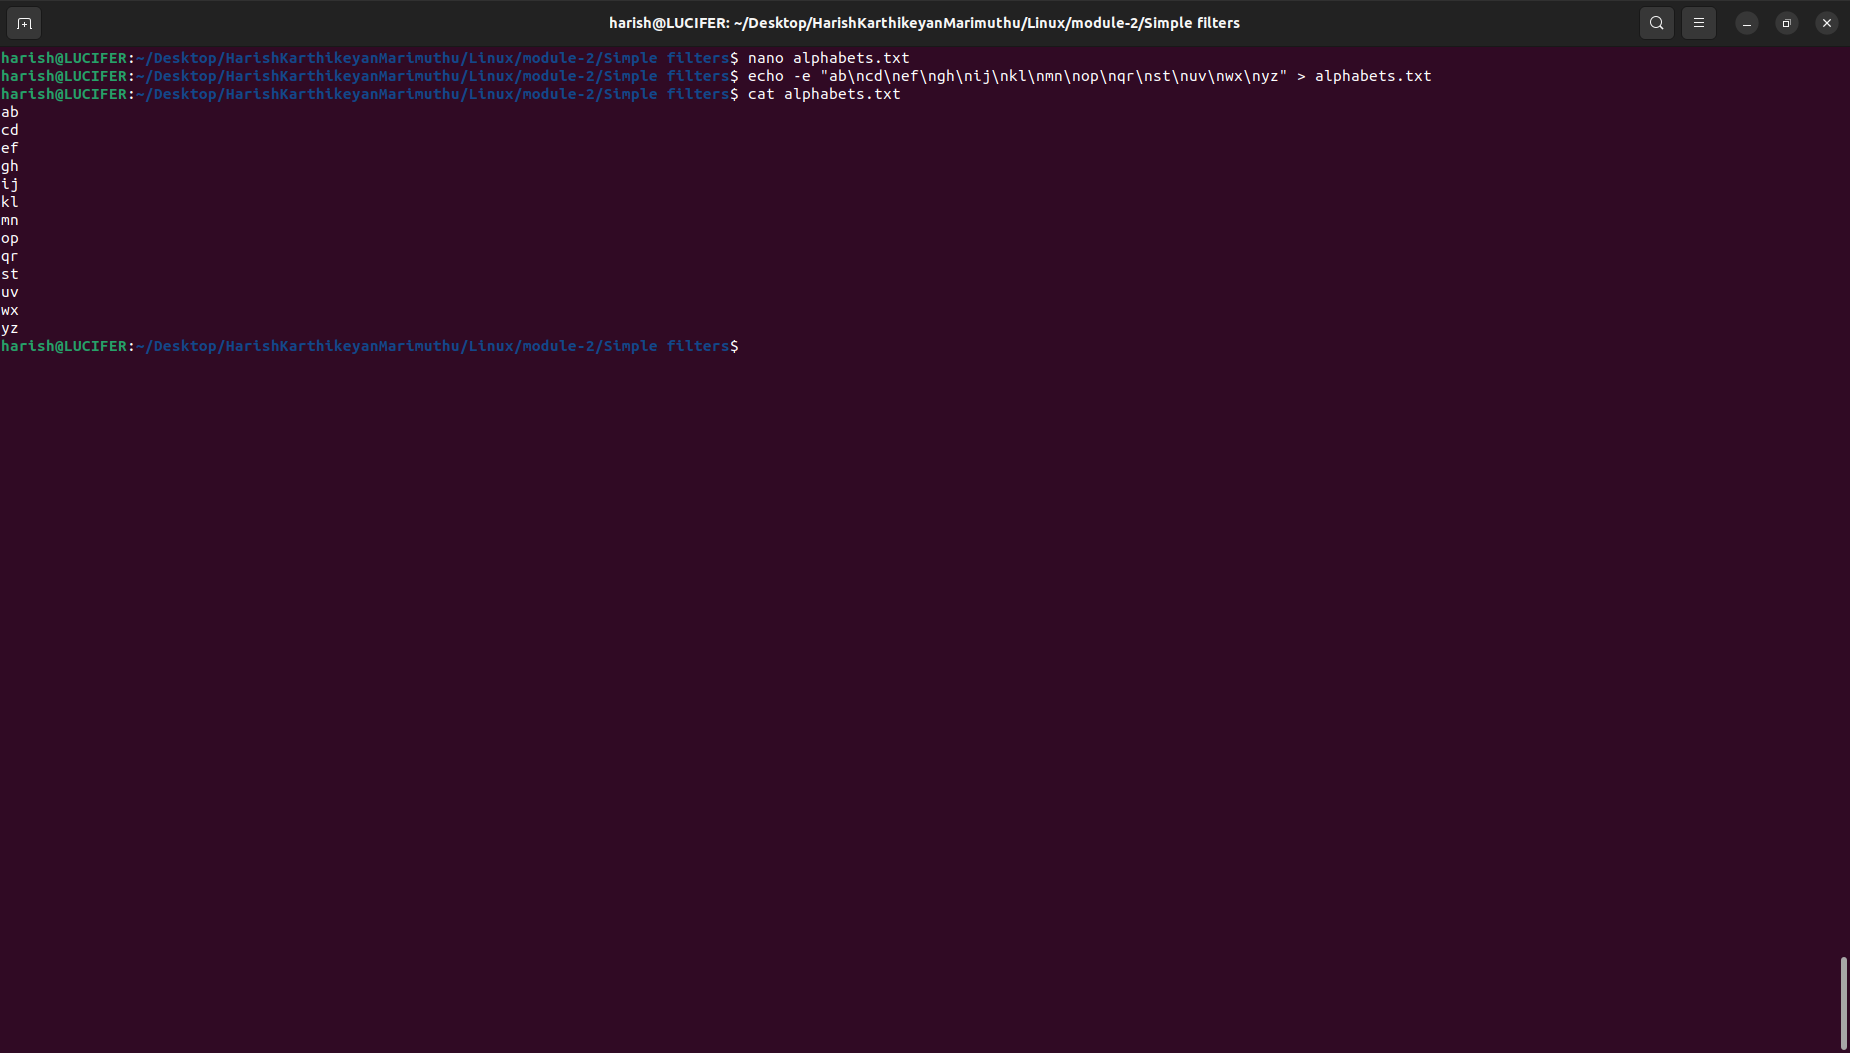 harish@LUCIFER: ~/Desktop/HarishKarthikeyanMarimuthu/Linux/module-2/Simple filters
harish@LUCIFER:~/Desktop/HarishKarthikeyanMarimuthu/Linux/module-2/Simple filters$ nano alphabets.txt
harish@LUCIFER:~/Desktop/HarishKarthikeyanMarimuthu/Linux/module-2/Simple filters$ echo -e "ab\ncd\nef\ngh\nij\nkl\nmn\nop\nqr\nst\nuv\nwx\nyz" > alphabets.txt
harish@LUCIFER:~/Desktop/HarishKarthikeyanMarimuthu/Linux/module-2/Simple filters$ cat alphabets.txt
ab
cd
ef
gh
ij
kl
mn
op
qr
st
uv
wx
yz
harish@LUCIFER:~/Desktop/HarishKarthikeyanMarimuthu/Linux/module-2/Simple filters$